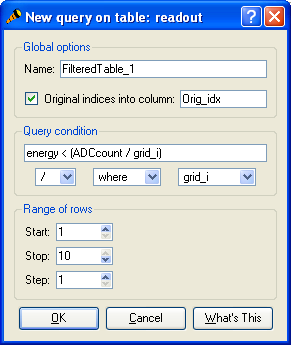 New query on table: readout
Global options
Name: FilteredTable_1
Original indices into column: Orig_idx
Query condition
energy < (ADCcount / grid_i)
/ where grid_i
Range of rows
Start: 1
Stop: 10
Step: 1
OK Cancel What's This